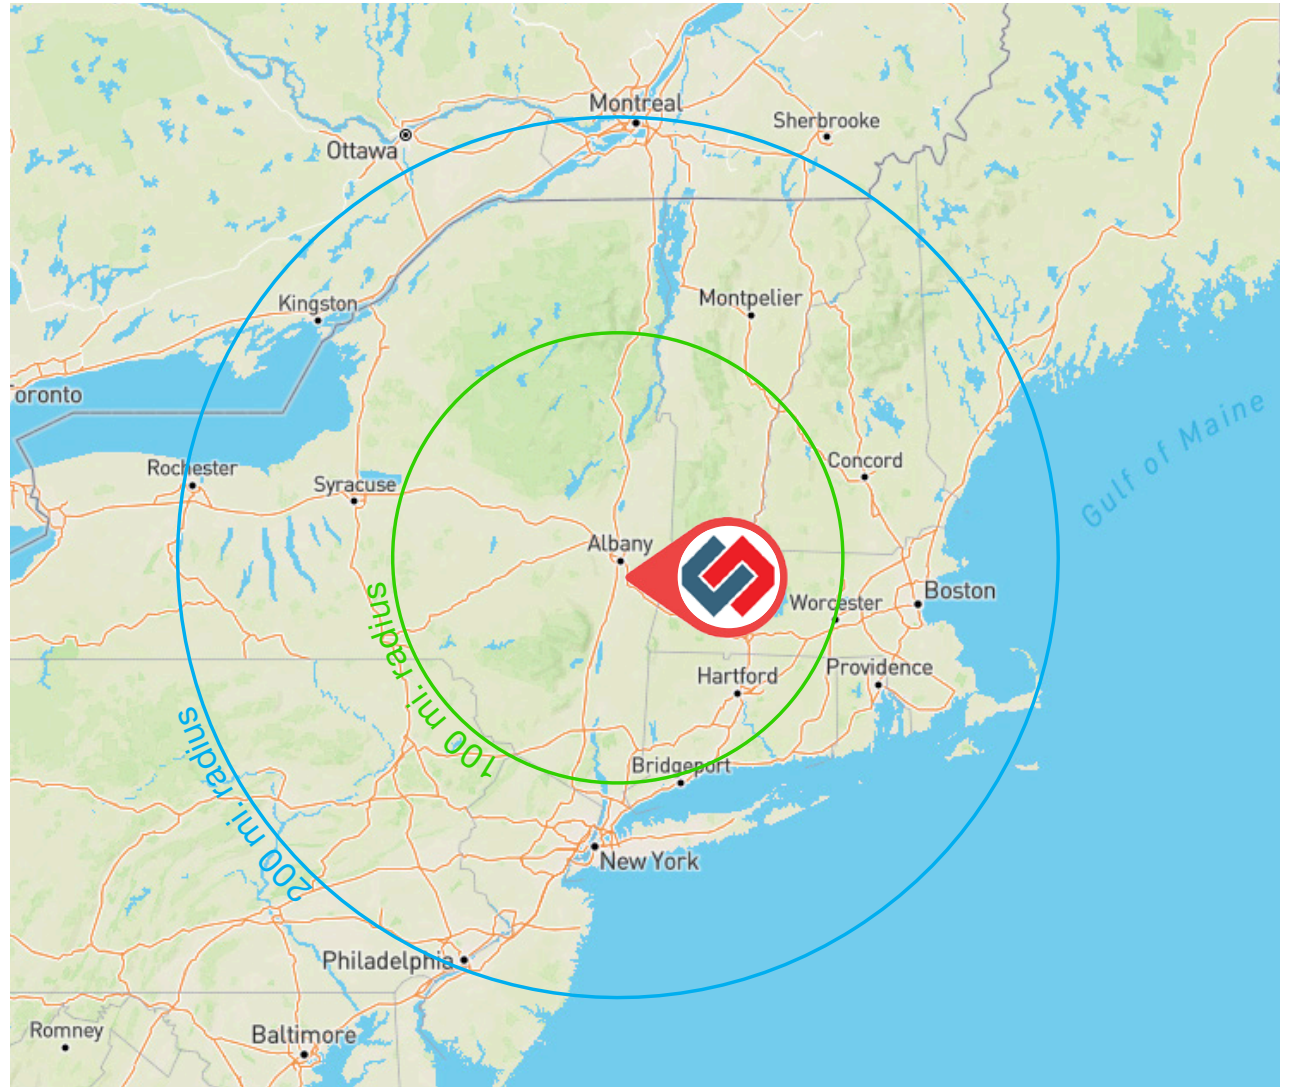 Montreal
Sherbrooke
Ottawa
Kingston
Montpelier
oronto
Gulf of Maine
Rochester
Syracuse
Concord
Albany
Boston
Worcester
Hartford
Providence
100 mi. radius
200 mi. radius
Bridgeport
New York
Philadelphia
Romney
Baltimore